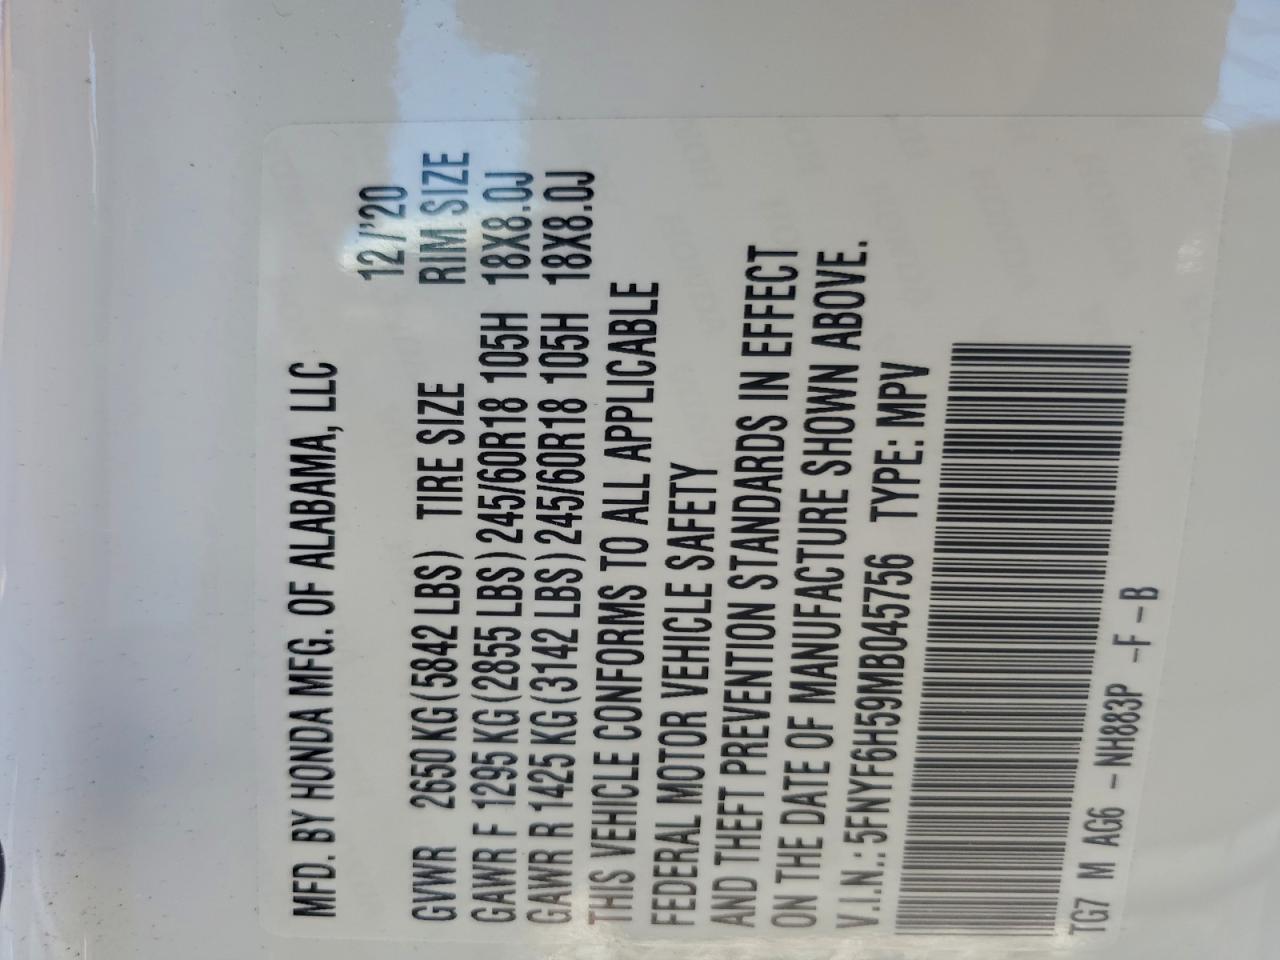 MFD. BY HONDA MFG. OF ALABAMA, LLC
12/'20
GVWR 2650 KG (5842 LBS) TIRE SIZE RIM SIZE
GAWR F 1295 KG (2855 LBS) 245/60R18 105H 18X8.0J
GAWR R 1425 KG (3142 LBS) 245/60R18 105H 18X8.0J
THIS VEHICLE CONFORMS TO ALL APPLICABLE
FEDERAL MOTOR VEHICLE SAFETY
AND THEFT PREVENTION STANDARDS IN EFFECT
ON THE DATE OF MANUFACTURE SHOWN ABOVE.
V.I.N.: 5FNYF6H59MB045756 TYPE: MPV
TG7 M AG6 -NH883P -F -B